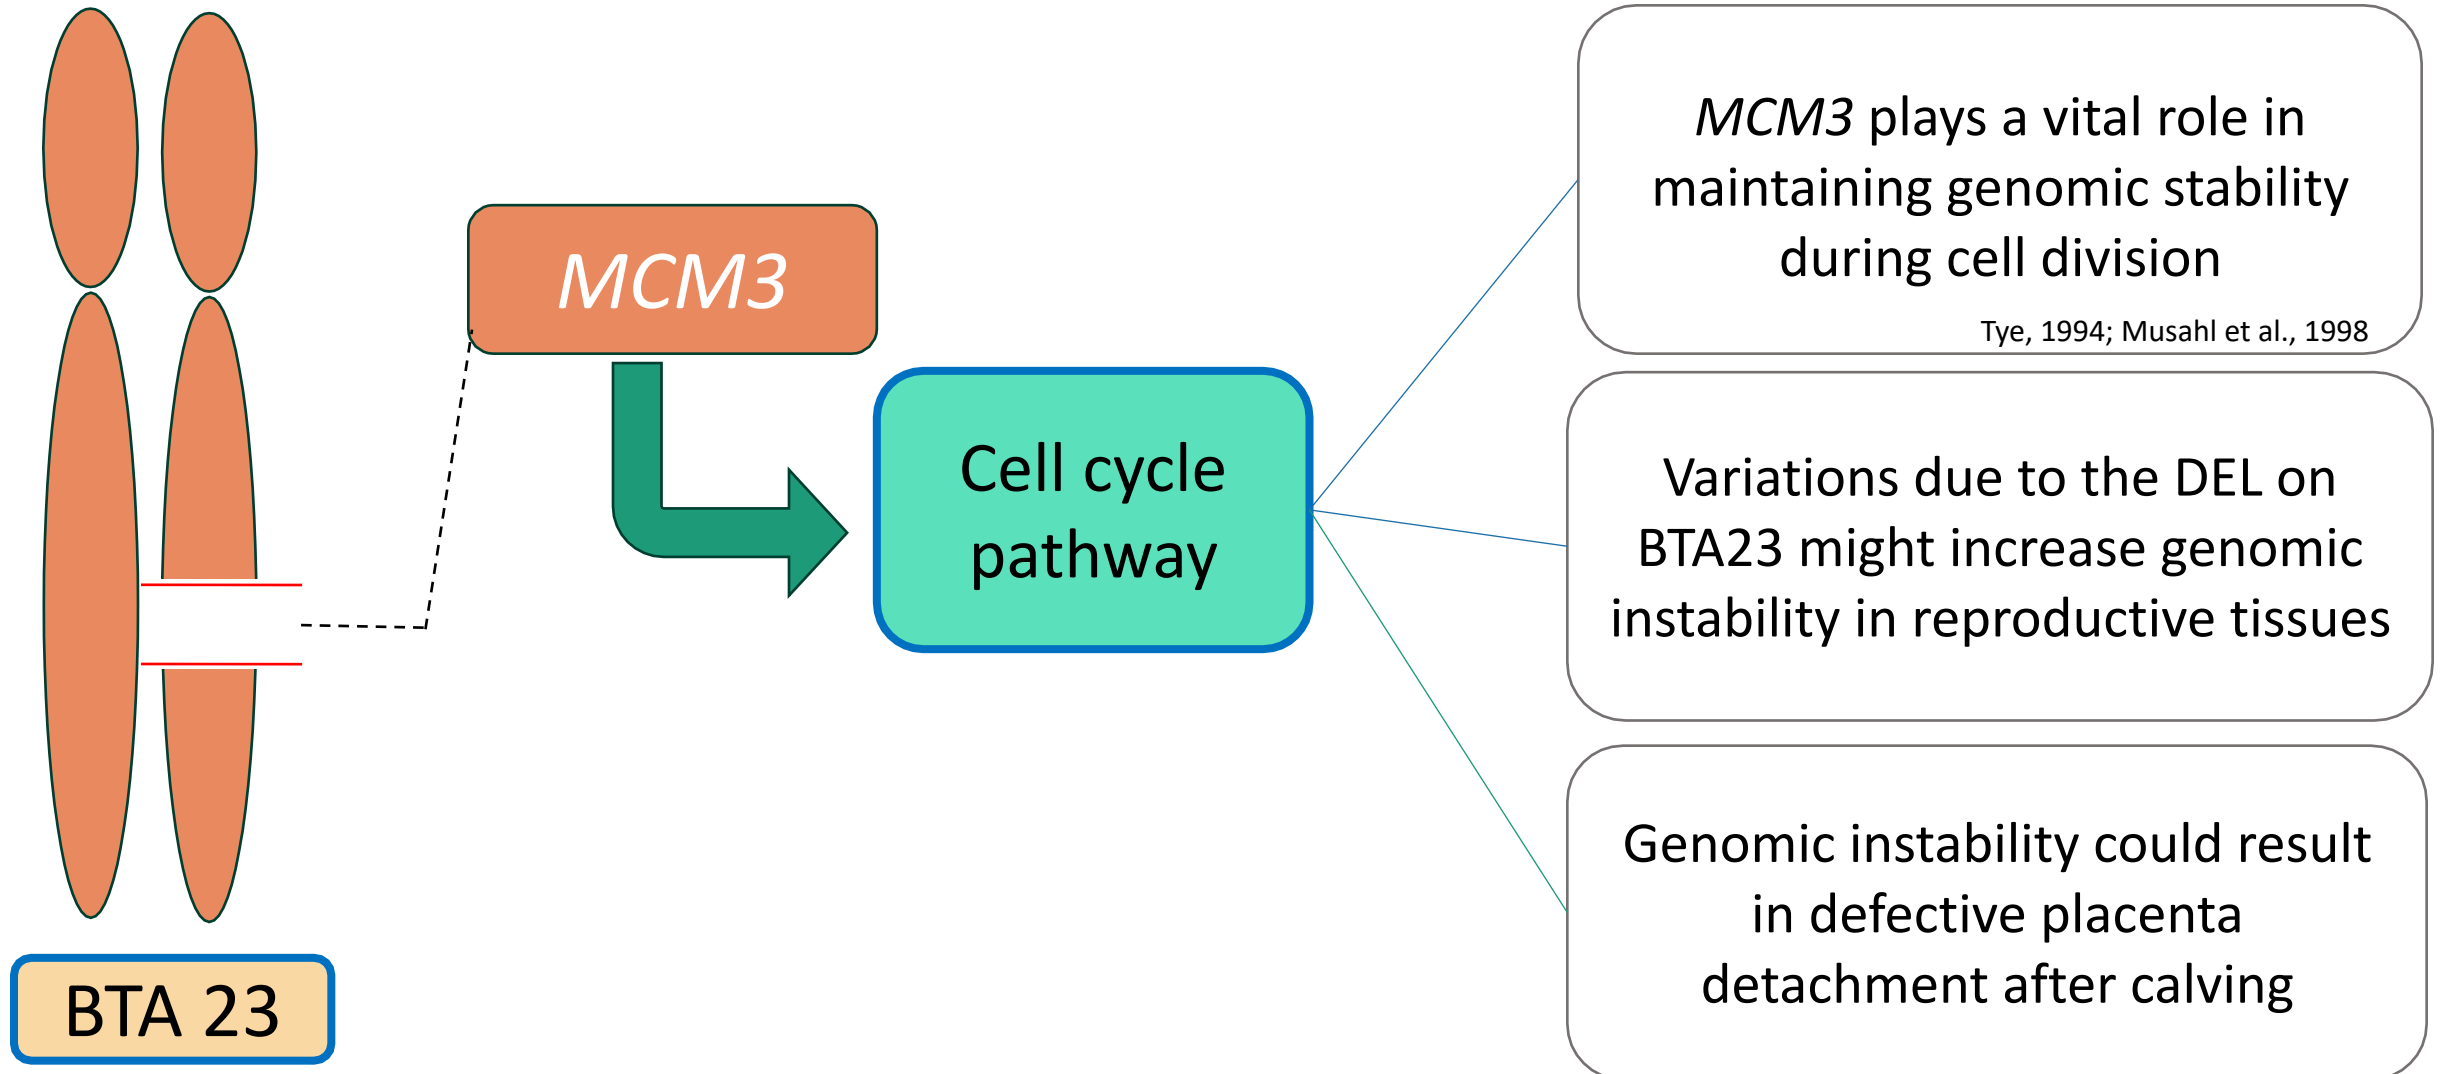 MCM3
Cell cycle
pathway
BTA 23
MCM3 plays a vital role in
maintaining genomic stability
during cell division
Tye, 1994; Musahl et al., 1998
Variations due to the DEL on
BTA23 might increase genomic
instability in reproductive tissues
Genomic instability could result
in defective placenta
detachment after calving